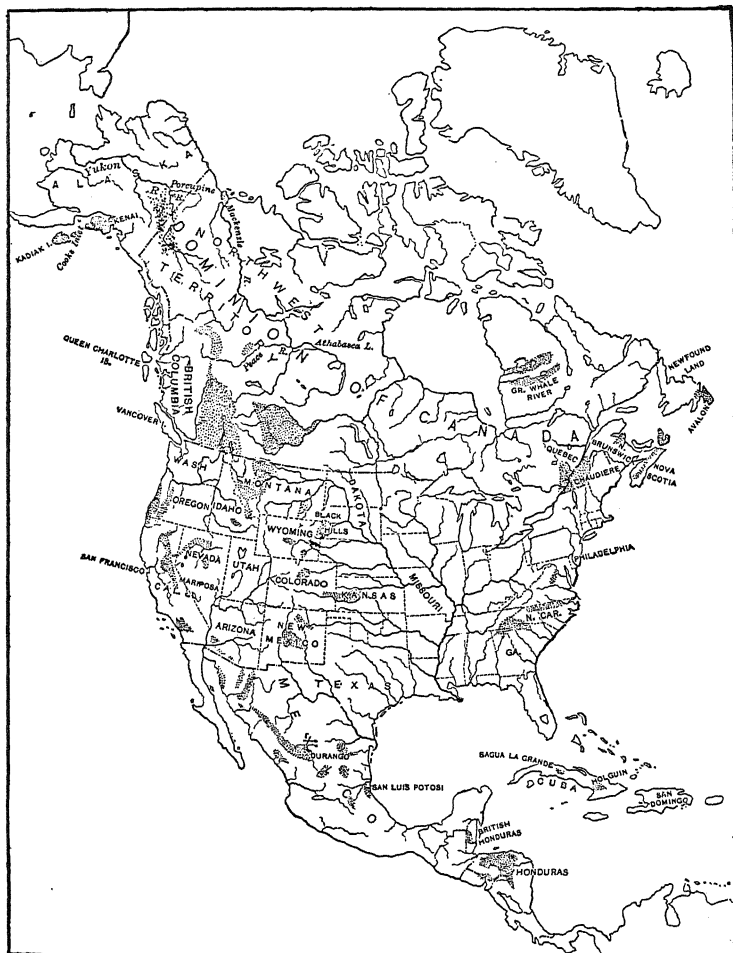 Yukon
ALASKA
Porcupine
R.
R.
Mackenzie
R.
KENAI
KADIAK I.
Cooks Inlet
NORTHWEST
TERRIN
DOMINION OF CANADA
Athabasca L.
Peace R.
QUEEN CHARLOTTE
IS.
BRITISH
COLUMBIA
VANCOUVER I.
GR. WHALE
RIVER
NEWFOUND
LAND
AVALON
QUEBEC
N.
BRUNSWICK
NOVA
SCOTIA
CHAUDIERE
WASH
MONTANA
DAKOTA
OREGON
IDAHO
BLACK
HILLS
WYOMING
SAN FRANCISCO
NEVADA
UTAH
MARIPOSA
CAL.
COLORADO
KANSAS
MISSOURI
PHILADELPHIA
ARIZONA
NEW
MEXICO
N. CAR.
GA.
TEXAS
MEXICO
DURANGO
SAN LUIS POTOSI
SAGUA LA GRANDE
HOLGUIN
CUBA
SAN
DOMINGO
BRITISH
HONDURAS
HONDURAS